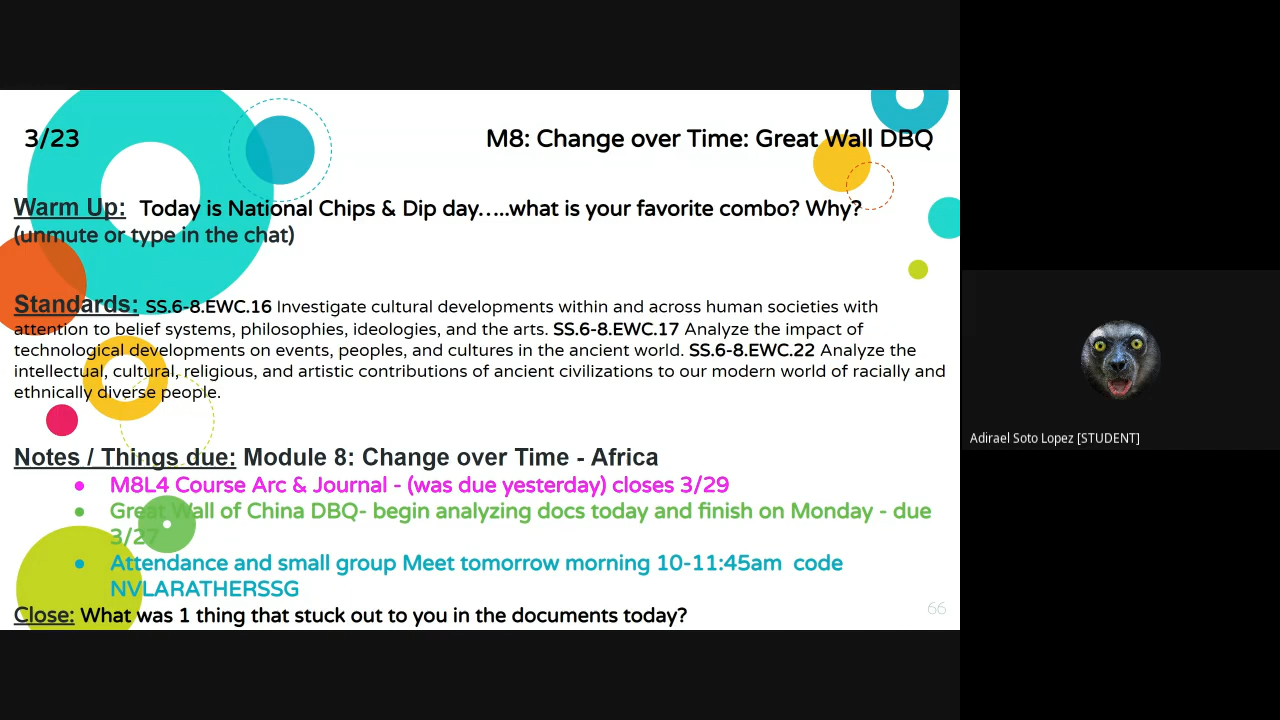 3/23
M8: Change over Time: Great Wall DBQ
Warm Up: Today is National Chips & Dip day…..what is your favorite combo? Why?
(unmute or type in the chat)
Standards: SS.6-8.EWC.16 Investigate cultural developments within and across human societies with
attention to belief systems, philosophies, ideologies, and the arts. SS.6-8.EWC.17 Analyze the impact of
technological developments on events, peoples, and cultures in the ancient world. SS.6-8.EWC.22 Analyze the
intellectual, cultural, religious, and artistic contributions of ancient civilizations to our modern world of racially and
ethnically diverse people.
Notes / Things due: Module 8: Change over Time - Africa
● M8L4 Course Arc & Journal - (was due yesterday) closes 3/29
● Great Wall of China DBQ- begin analyzing docs today and finish on Monday - due
3/27
● Attendance and small group Meet tomorrow morning 10-11:45am code
NVLARATHERSSG
Close: What was 1 thing that stuck out to you in the documents today?
66
Adirael Soto Lopez [STUDENT]